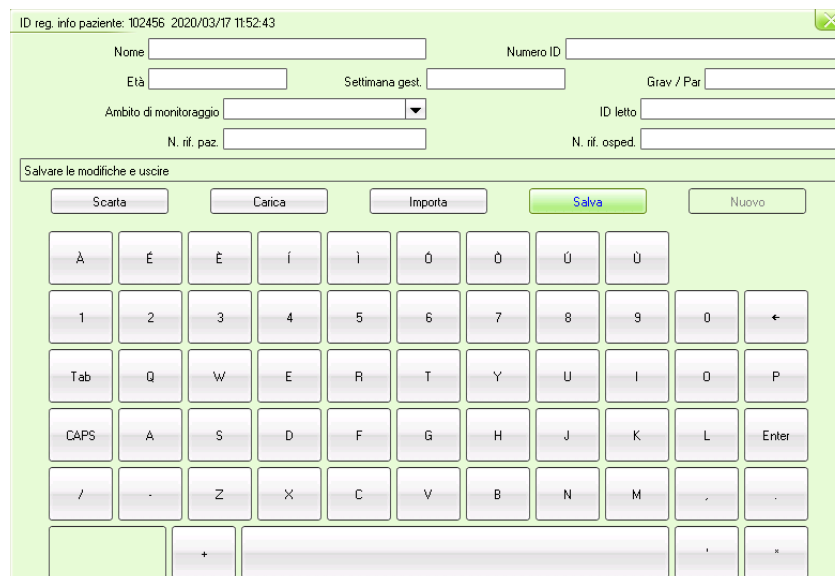 ID reg. info paziente: 102456 2020/03/17 11:52:43
Nome Numero ID
Età Settimana gest. Grav / Par
Ambito di monitoraggio ID letto
N. rif. paz. N. rif. osped.
Salvare le modifiche e uscire
Scarta Carica Importa Salva Nuovo
À É È Í Ì Ó Ò Ú Ù
1 2 3 4 5 6 7 8 9 0 ←
Tab Q W E R T Y U I O P
CAPS A S D F G H J K L Enter
/ - Z X C V B N M , .
+ ' *